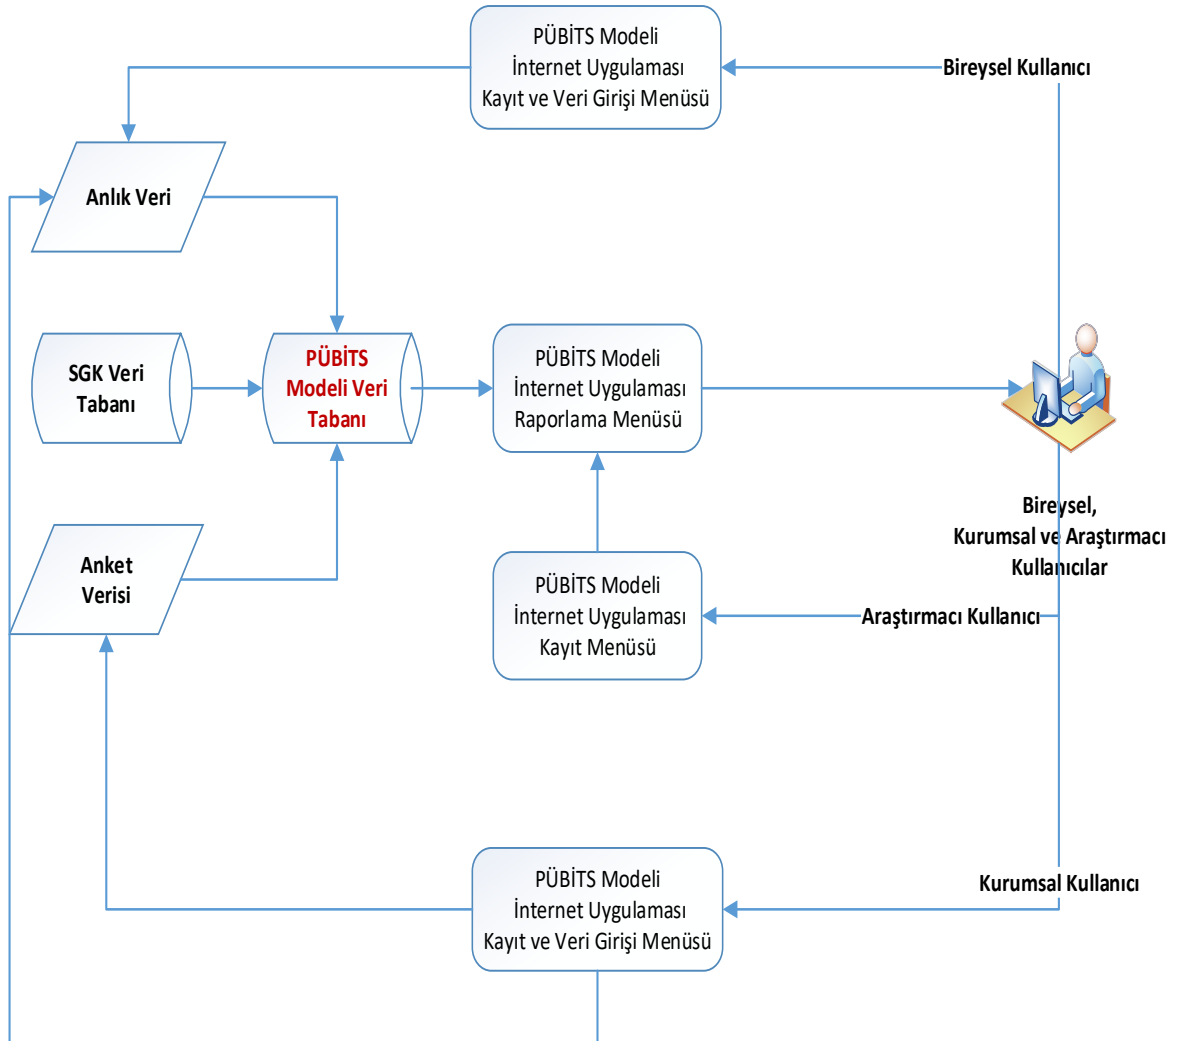 PÜBİTS Modeli
İnternet Uygulaması
Kayıt ve Veri Girişi Menüsü
Bireysel Kullanıcı
Anlık Veri
SGK Veri
Tabanı
PÜBİTS
Modeli Veri
Tabanı
PÜBİTS Modeli
İnternet Uygulaması
Raporlama Menüsü
Bireysel,
Kurumsal ve Araştırmacı
Kullanıcılar
Anket
Verisi
PÜBİTS Modeli
İnternet Uygulaması
Kayıt Menüsü
Araştırmacı Kullanıcı
PÜBİTS Modeli
İnternet Uygulaması
Kayıt ve Veri Girişi Menüsü
Kurumsal Kullanıcı